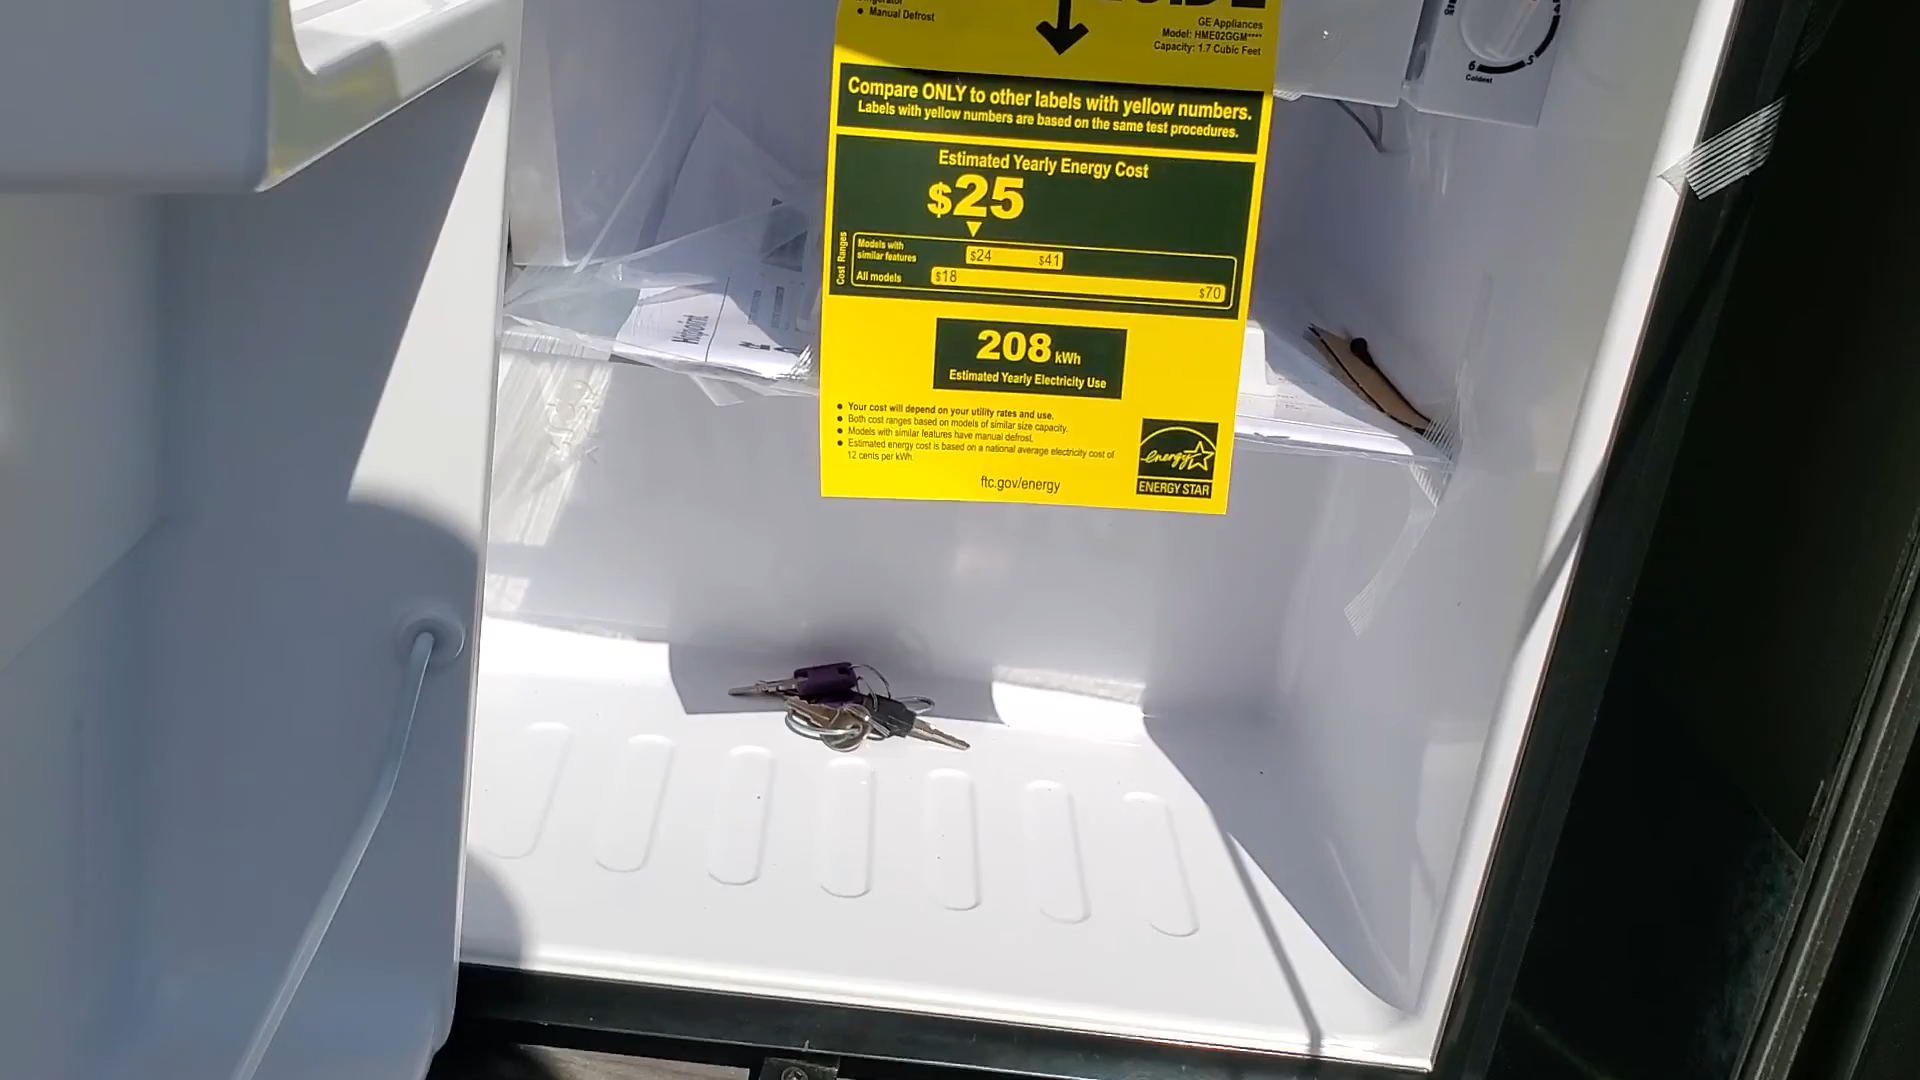 Manual Defrost
GE Appliances
Model: HME02GGM****
Capacity: 1.7 Cubic Feet
6
5
Coldest
Compare ONLY to other labels with yellow numbers.
Labels with yellow numbers are based on the same test procedures.
Estimated Yearly Energy Cost
$25
Cost Ranges
Models with
similar features
$24
$41
All models
$18
$70
Hotpoint
208 kWh
Estimated Yearly Electricity Use
Your cost will depend on your utility rates and use.
Both cost ranges based on models of similar size capacity.
Models with similar features have manual defrost.
Estimated energy cost is based on a national average electricity cost of
12 cents per kWh.
ftc.gov/energy
energy
ENERGY STAR